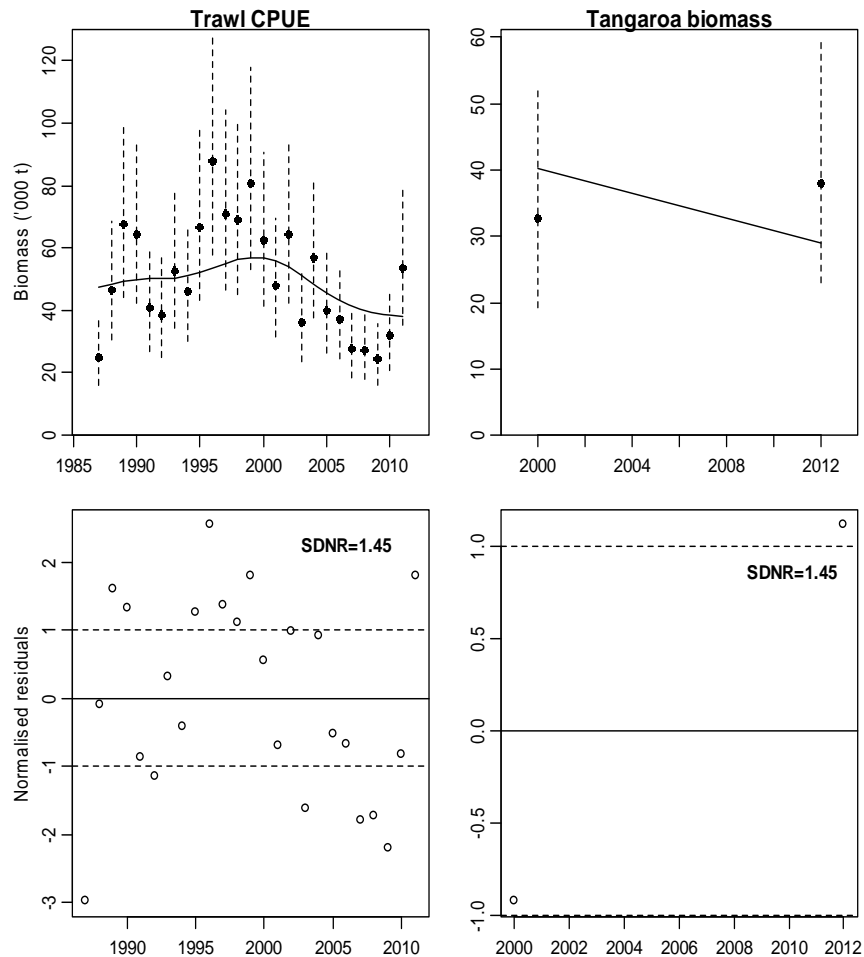 Trawl CPUE
Tangaroa biomass
Biomass ('000 t)
0 20 40 60 80 100 120
1985 1990 1995 2000 2005 2010
0 10 20 30 40 50 60
2000 2004 2008 2012
SDNR=1.45
Normalised residuals
-3 -2 -1 0 1 2
1990 1995 2000 2005 2010
SDNR=1.45
-1.0 -0.5 0.0 0.5 1.0
2000 2002 2004 2006 2008 2010 2012